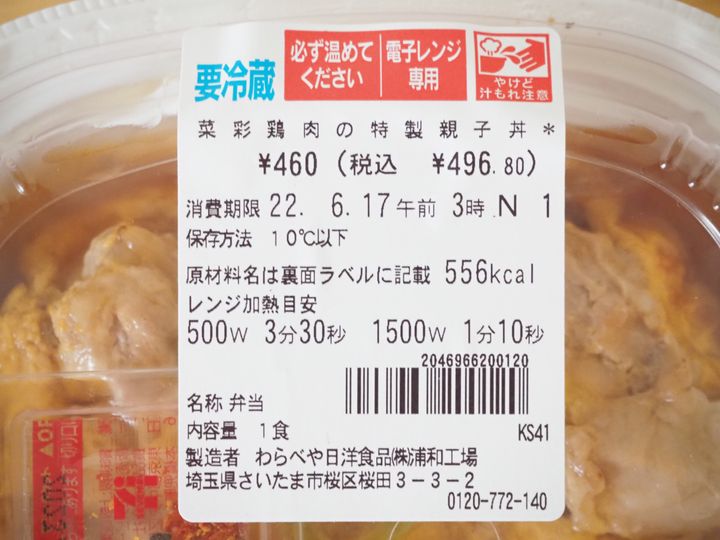 要冷蔵
必ず温めて
ください
電子レンジ
専用
やけど
汁もれ注意
菜彩鶏肉の特製親子丼*
¥460(税込 ¥496.80)
消費期限 22. 6.17午前 3時 N 1
保存方法 10℃以下
原材料名は裏面ラベルに記載 556kcal
レンジ加熱目安
500W 3分30秒 1500W 1分10秒
2046966200120
名称 弁当
内容量 1食 KS41
製造者 わらべや日洋食品㈱浦和工場
埼玉県さいたま市桜区桜田3-3-2
0120-772-140